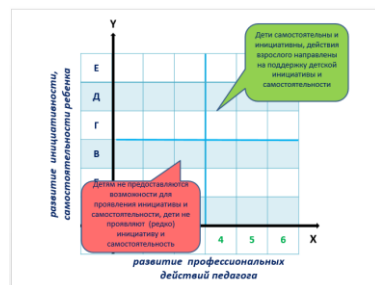 Y
Дети самостоятельны и
инициативны, действия
взрослого направлены
на поддержку детской
инициативы и
самостоятельности
Е
Д
Г
В
развитие инициативности,
самостоятельности ребенка
Детям не предоставляются
возможности для
проявления инициативы и
самостоятельности, дети не
проявляют (редко)
инициативу и
самостоятельность
4 5 6 X
развитие профессиональных
действий педагога